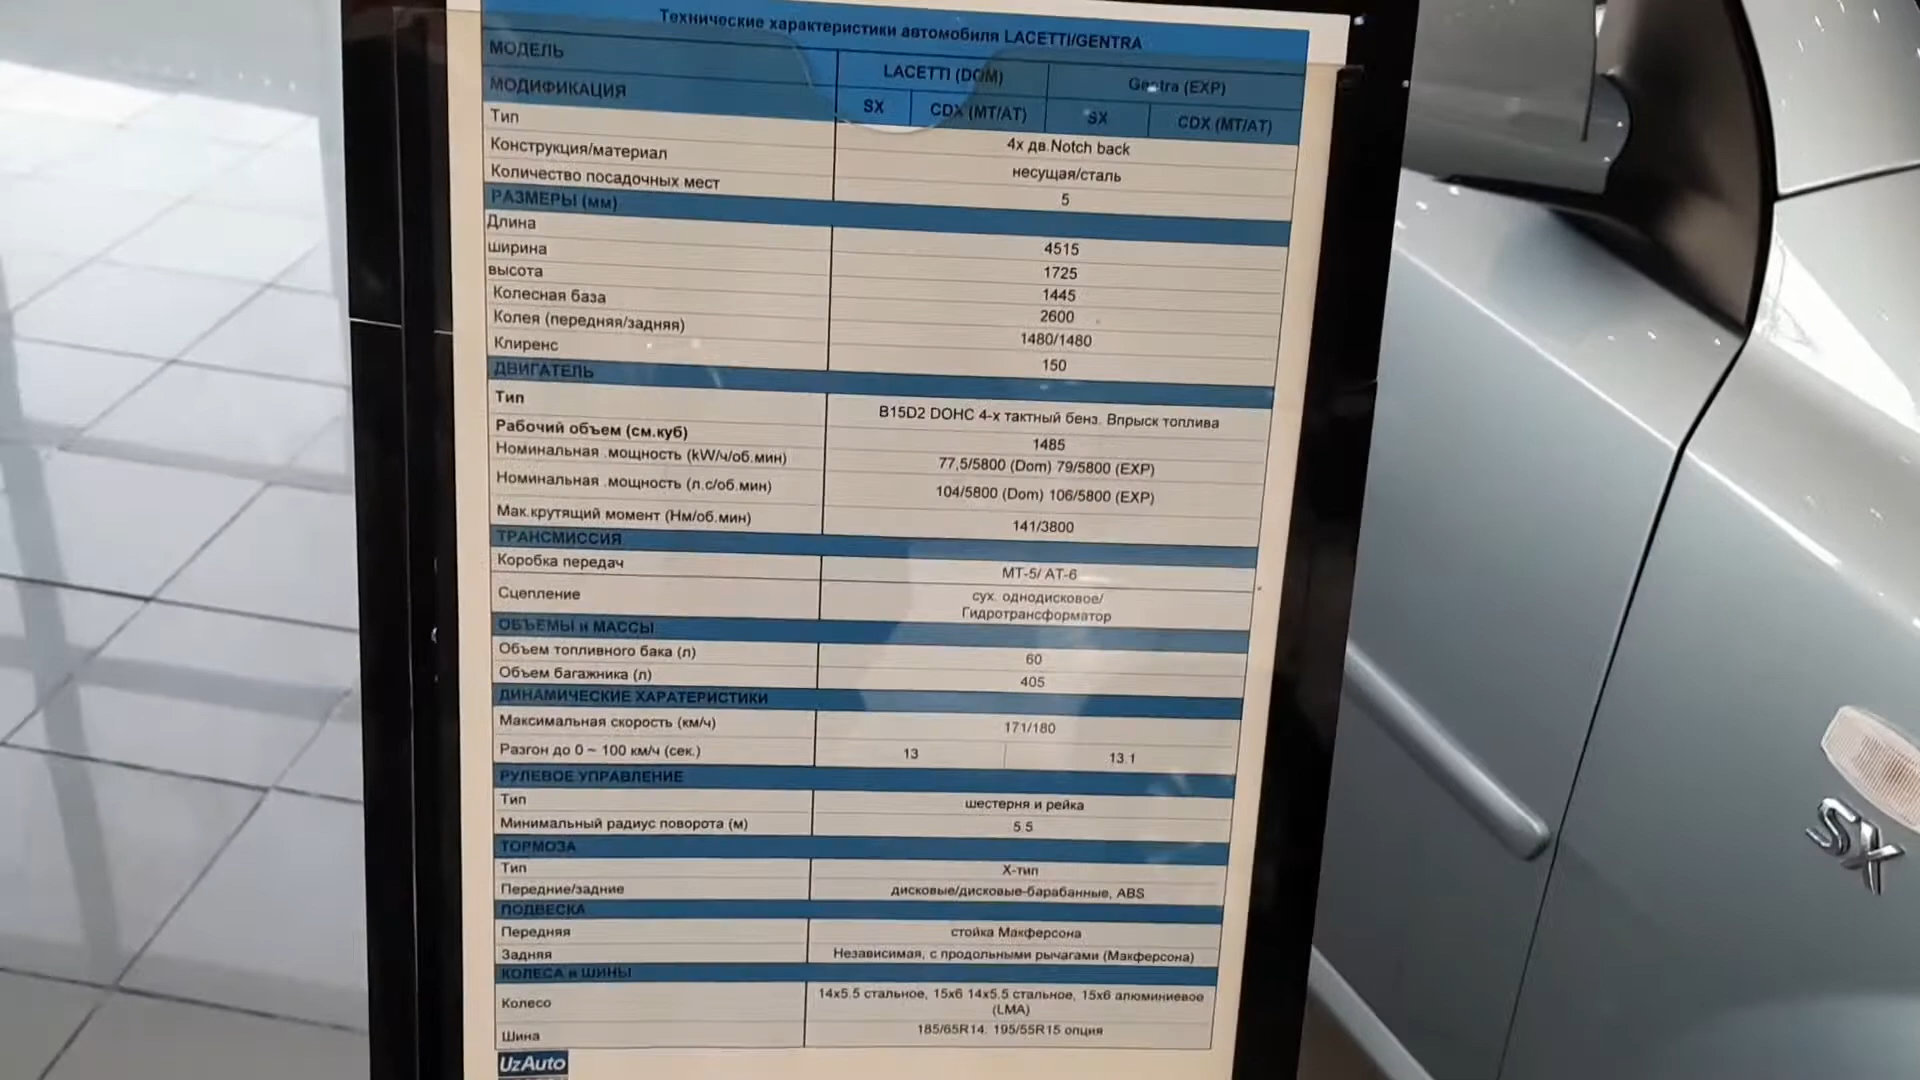 Технические характеристики автомобиля LACETTI/GENTRA
МОДЕЛЬ LACETTI (DOM) Gentra (EXP)
МОДИФИКАЦИЯ SX CDX (MT/AT) SX CDX (MT/AT)
Тип 4х дв.Notch back
Конструкция/материал несущая/сталь
Количество посадочных мест 5
РАЗМЕРЫ (мм)
Длина 4515
ширина 1725
высота 1445
Колесная база 2600
Колея (передняя/задняя) 1480/1480
Клиренс 150
ДВИГАТЕЛЬ
Тип B15D2 DOHC 4-х тактный бенз. Впрыск топлива
Рабочий объем (см.куб) 1485
Номинальная .мощность (kW/ч/об.мин) 77,5/5800 (Dom) 79/5800 (EXP)
Номинальная .мощность (л.с/об.мин) 104/5800 (Dom) 106/5800 (EXP)
Мак.крутящий момент (Нм/об.мин) 141/3800
ТРАНСМИССИЯ
Коробка передач МТ-5/ АТ-6
Сцепление сух. однодисковое/
Гидротрансформатор
ОБЪЕМЫ и МАССЫ
Объем топливного бака (л) 60
Объем багажника (л) 405
ДИНАМИЧЕСКИЕ ХАРАТЕРИСТИКИ
Максимальная скорость (км/ч) 171/180
Разгон до 0 ~ 100 км/ч (сек.) 13 13.1
РУЛЕВОЕ УПРАВЛЕНИЕ
Тип шестерня и рейка
Минимальный радиус поворота (м) 5.5
ТОРМОЗА
Тип Х-тип
Передние/задние дисковые/дисковые-барабанные, ABS
ПОДВЕСКА
Передняя стойка Макферсона
Задняя Независимая, с продольными рычагами (Макферсона)
КОЛЕСА и ШИНЫ
Колесо 14х5.5 стальное, 15х6 14х5.5 стальное, 15х6 алюминиевое
(LMA)
Шина 185/65R14. 195/55R15 опция
UzAuto
SX